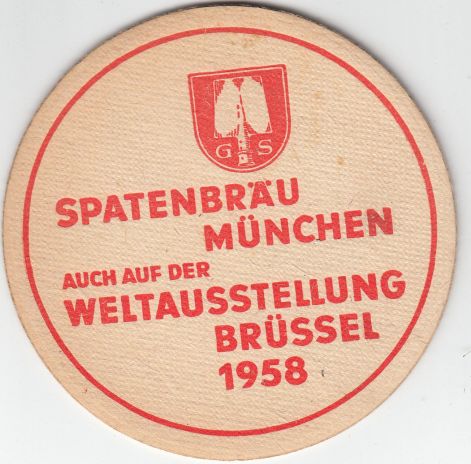 G S
SPATENBRÄU
MÜNCHEN
AUCH AUF DER
WELTAUSSTELLUNG
BRÜSSEL
1958